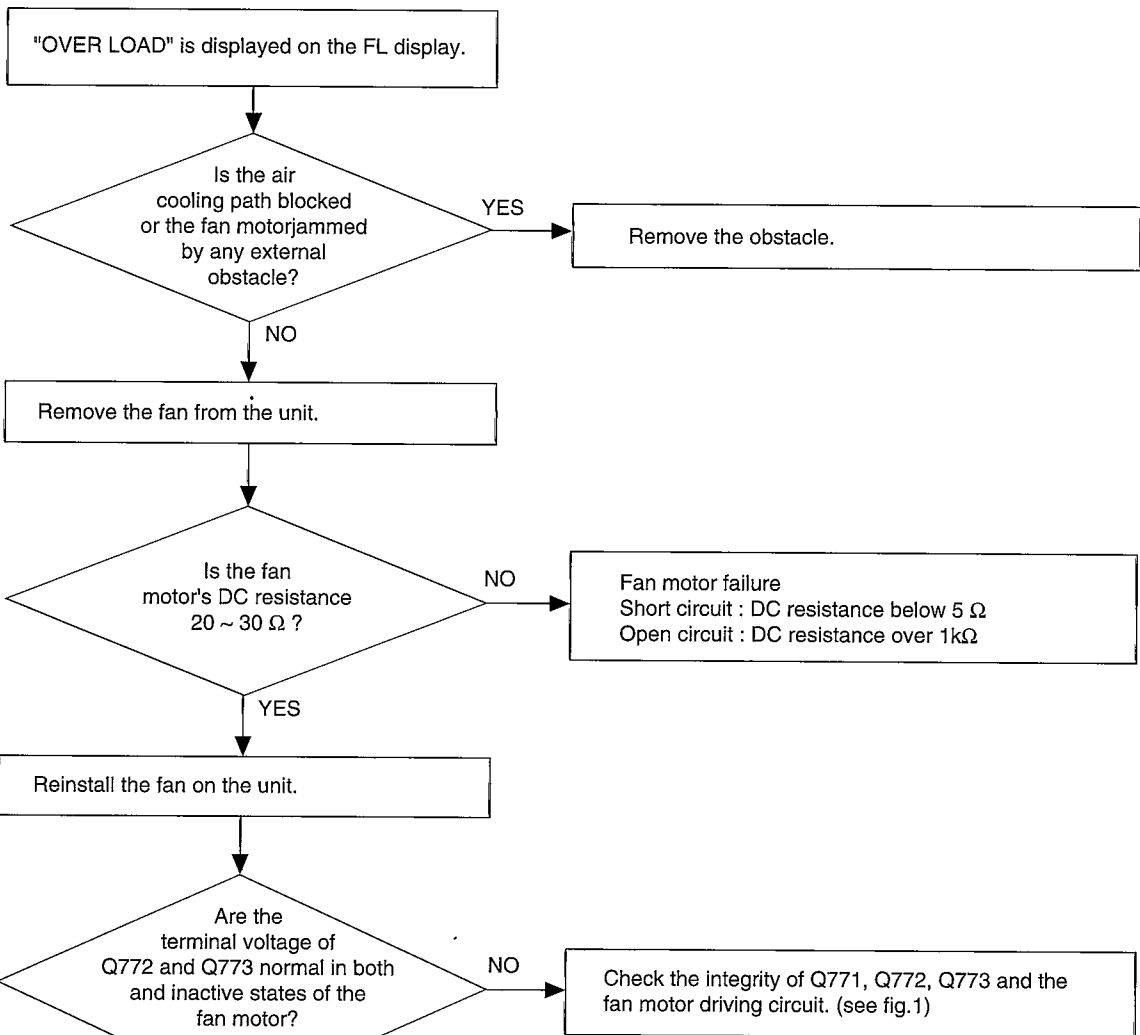 "OVER LOAD" is displayed on the FL display.
Is the air
cooling path blocked
or the fan motorjammed
by any external
obstacle?
YES
Remove the obstacle.
NO
Remove the fan from the unit.
Is the fan
motor's DC resistance
20 ~ 30 Ω ?
NO
Fan motor failure
Short circuit : DC resistance below 5 Ω
Open circuit : DC resistance over 1kΩ
YES
Reinstall the fan on the unit.
Are the
terminal voltage of
Q772 and Q773 normal in both
and inactive states of the
fan motor?
NO
Check the integrity of Q771, Q772, Q773 and the
fan motor driving circuit. (see fig.1)